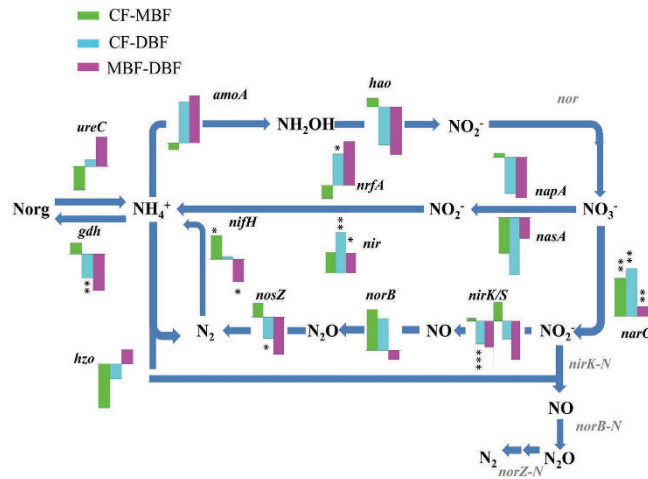 CF-MBF
CF-DBF
MBF-DBF
amoA
hao
nor
ureC
NH₂OH
NO₂⁻
*
nrfA
napA
Norg
NH₄⁺
NO₂⁻
NO₃⁻
gdh
nifH
**
nir
nasA
*
*
**
**
**
**
*
nosZ
norB
nirK/S
N₂
N₂O
NO
NO₂⁻
narG
hzo
*
***
nirK-N
NO
norB-N
N₂
N₂O
norZ-N